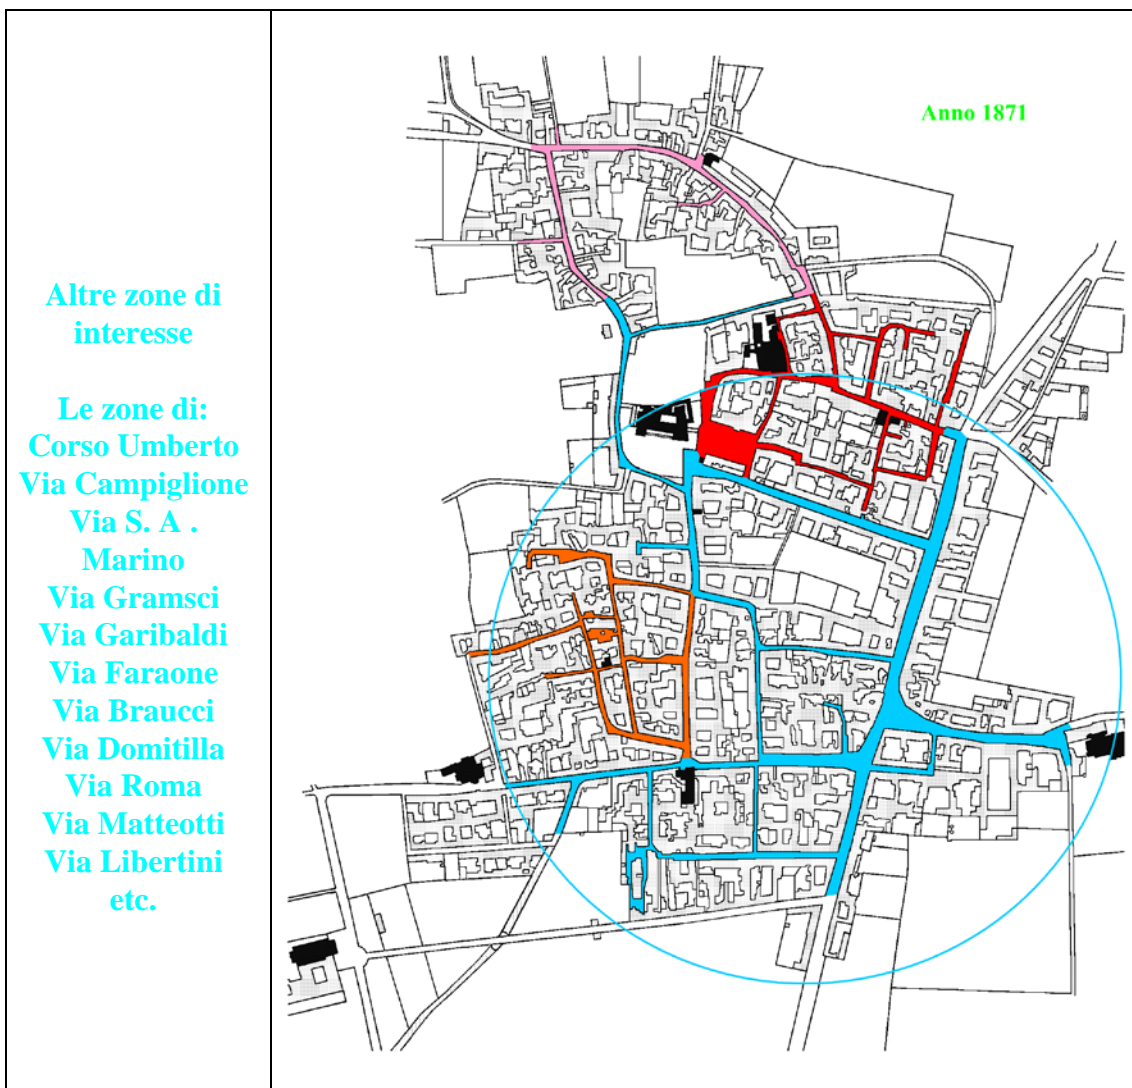 Altre zone di
interesse
Le zone di:
Corso Umberto
Via Campiglione
Via S. A .
Marino
Via Gramsci
Via Garibaldi
Via Faraone
Via Braucci
Via Domitilla
Via Roma
Via Matteotti
Via Libertini
etc.
Anno 1871